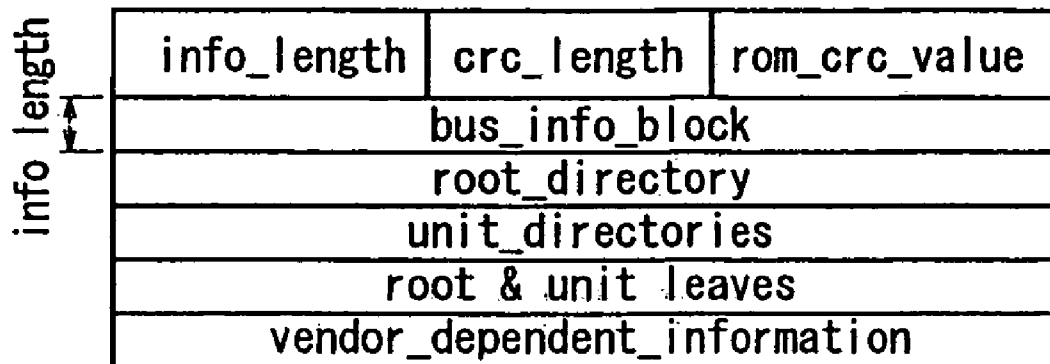 info length
info_length crc_length rom_crc_value
bus_info_block
root_directory
unit_directories
root & unit leaves
vendor_dependent_information